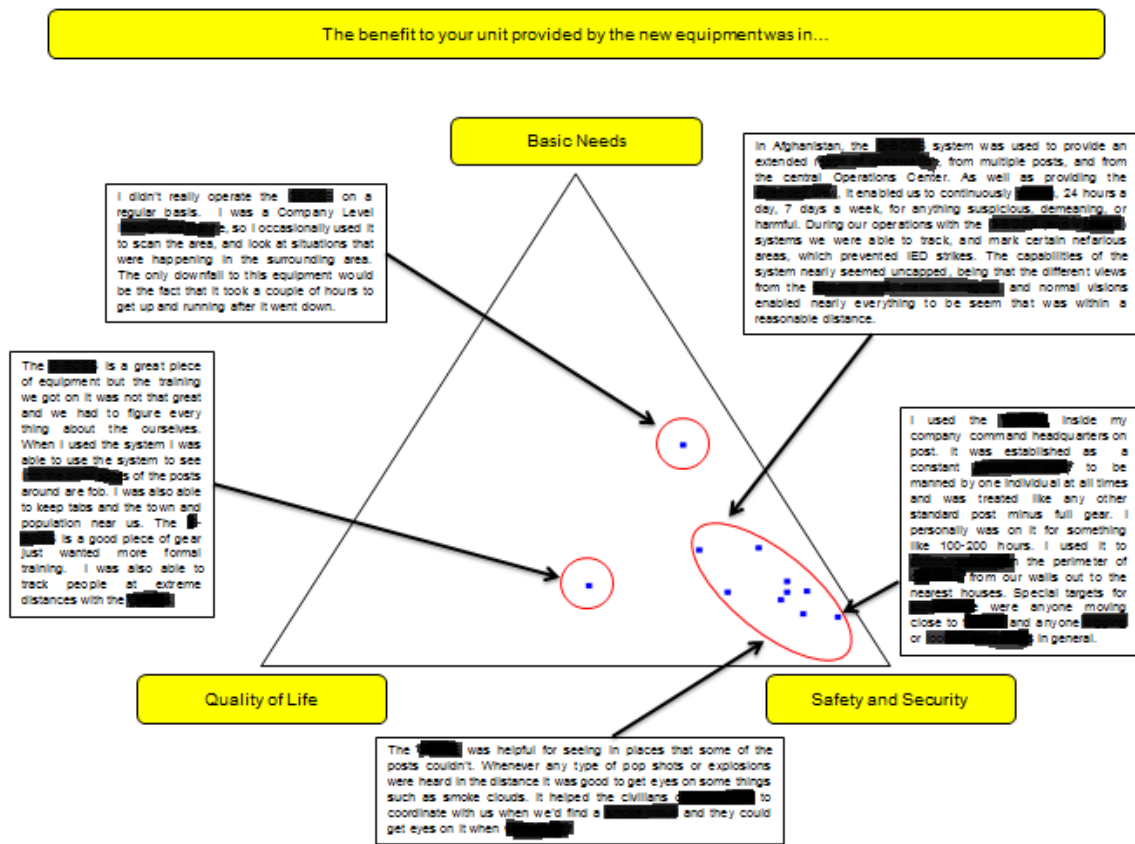 The benefit to your unit provided by the new equipment was in...
Basic Needs
In Afghanistan, the system was used to provide an
extended , from multiple posts, and from
the central Operations Center. As well as providing the
, it enabled us to continuously , 24 hours a
day, 7 days a week, for anything suspicious, demeaning, or
harmful. During our operations with the
systems we were able to track, and mark certain nefarious
areas, which prevented IED strikes. The capabilities of the
system nearly seemed uncapped, being that the different views
from the and normal visions
enabled nearly everything to be seem that was within a
reasonable distance.
I didn't really operate the on a
regular basis. I was a Company Level
, so I occasionally used it
to scan the area, and look at situations that
were happening in the surrounding area.
The only downfall to this equipment would
be the fact that it took a couple of hours to
get up and running after it went down.
The is a great piece
of equipment but the training
we got on it was not that great
and we had to figure every
thing about the ourselves.
When I used the system I was
able to use the system to see
of the posts
around are fob. I was also able
to keep tabs and the town and
population near us. The
is a good piece of gear
just wanted more formal
training. I was also able to
track people at extreme
distances with the
I used the inside my
company command headquarters on
post. It was established as a
constant to be
manned by one individual at all times
and was treated like any other
standard post minus full gear. I
personally was on it for something
like 100-200 hours. I used it to
the perimeter of
from our walls out to the
nearest houses. Special targets for
were anyone moving
close to and anyone
or in general.
Quality of Life
Safety and Security
The was helpful for seeing in places that some of the
posts couldn't. Whenever any type of pop shots or explosions
were heard in the distance it was good to get eyes on some things
such as smoke clouds. It helped the civilians to
coordinate with us when we'd find a and they could
get eyes on it when